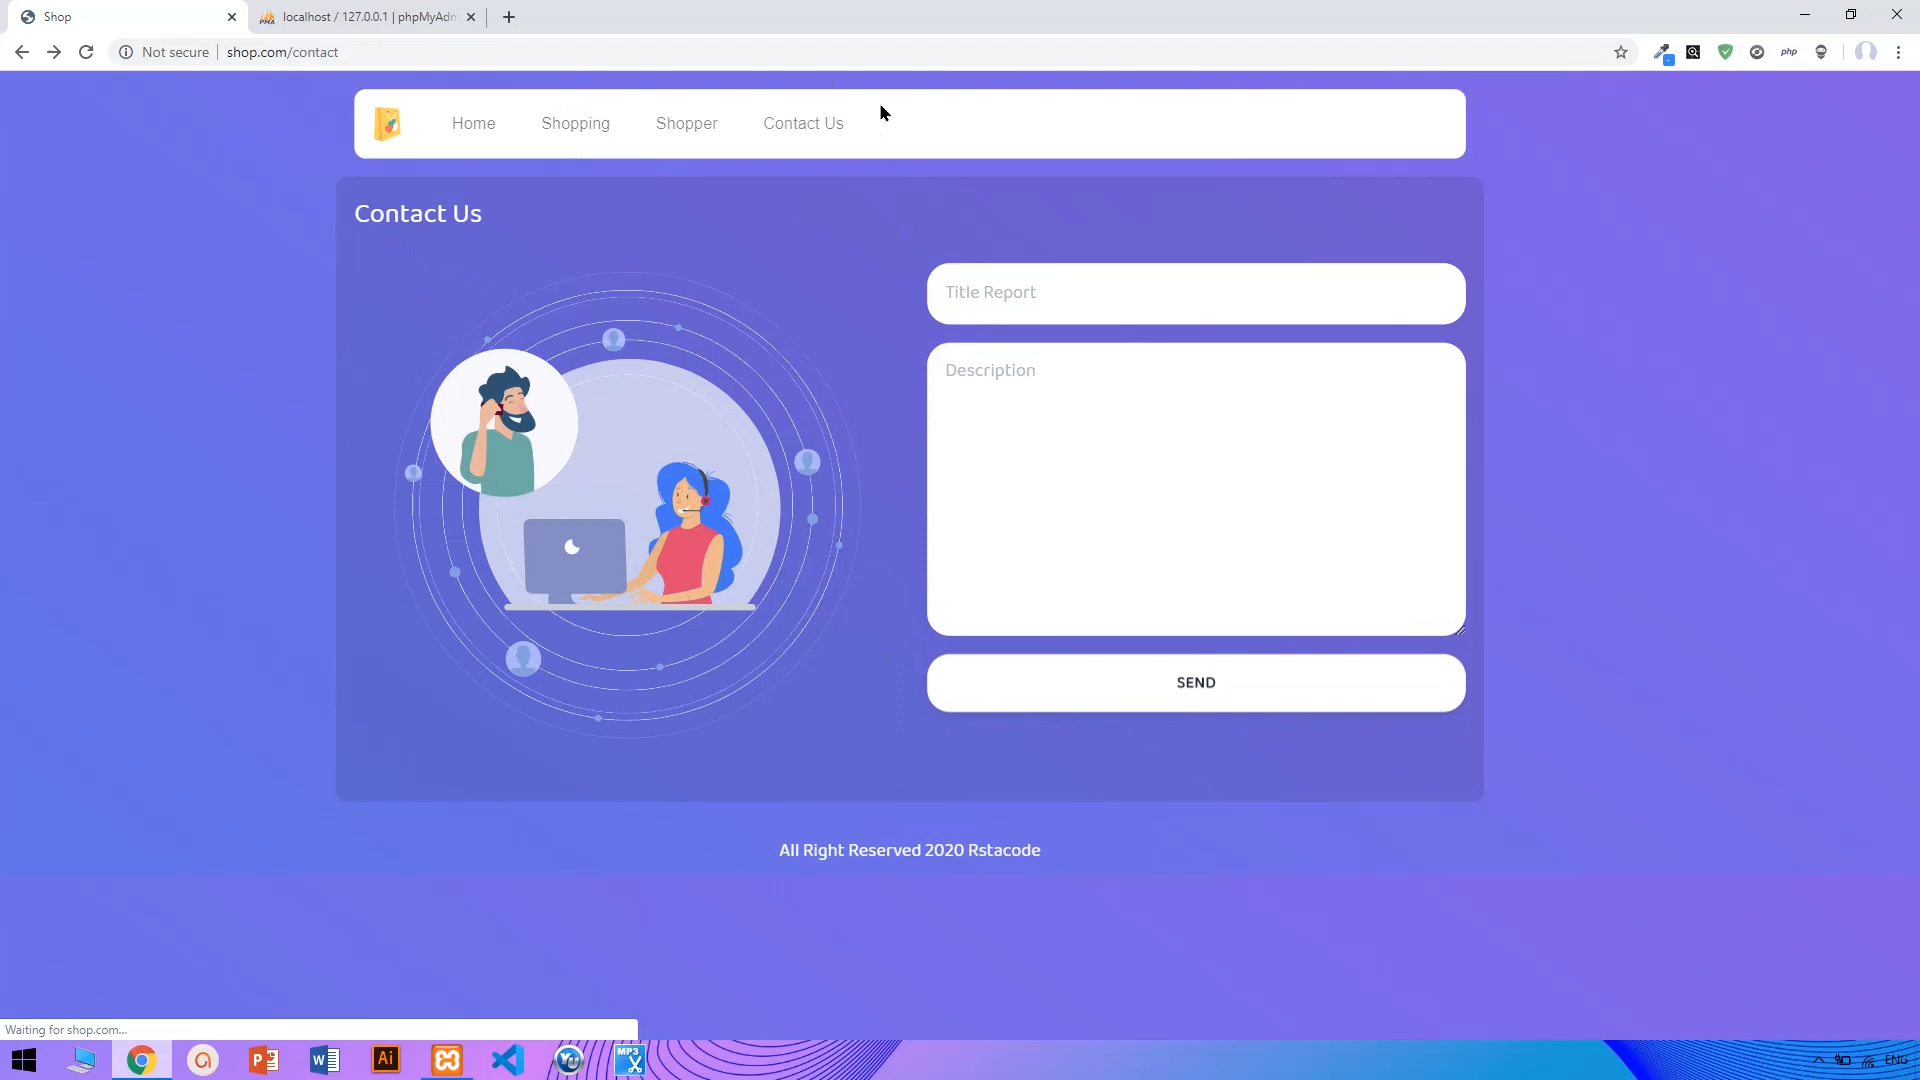 Shop
localhost / 127.0.0.1 | phpMyAdm
Not secure
shop.com/contact
php
Home
Shopping
Shopper
Contact Us
Contact Us
Title Report
Description
SEND
All Right Reserved 2020 Rstacode
Waiting for shop.com...
Ai
MP3
ENG